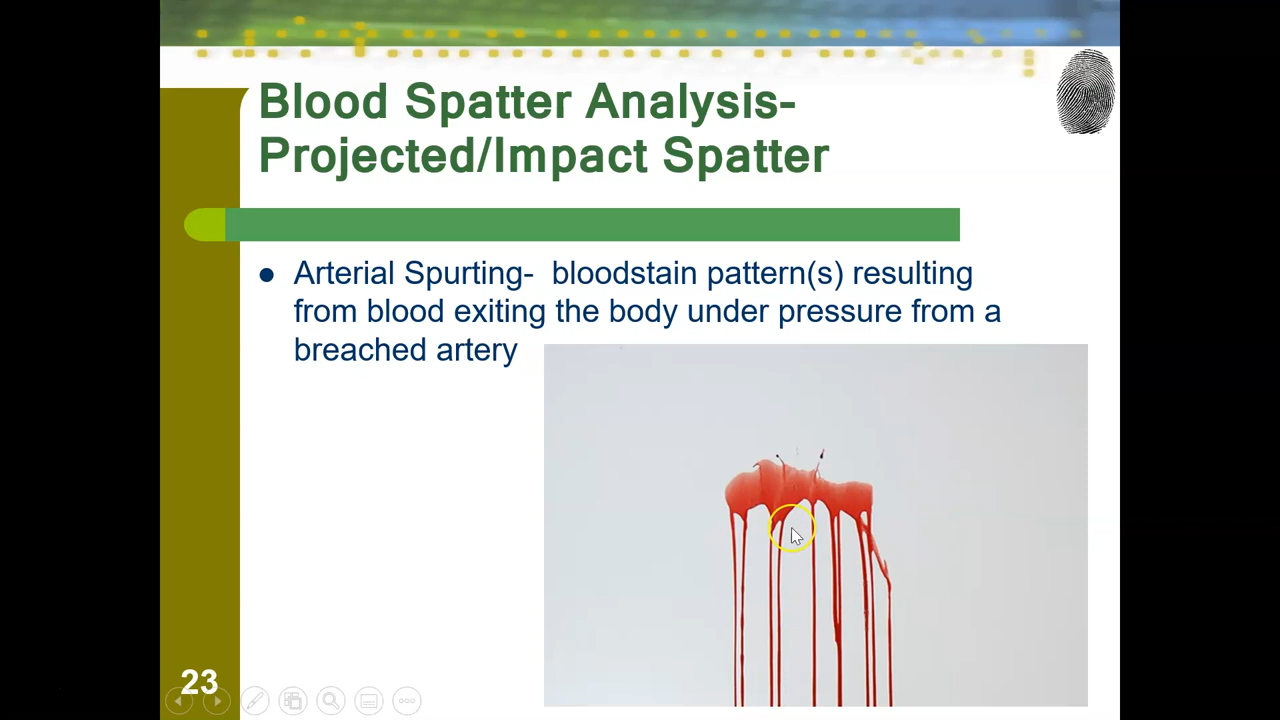 Blood Spatter Analysis-
Projected/Impact Spatter
Arterial Spurting-  bloodstain pattern(s) resulting
from blood exiting the body under pressure from a
breached artery
23